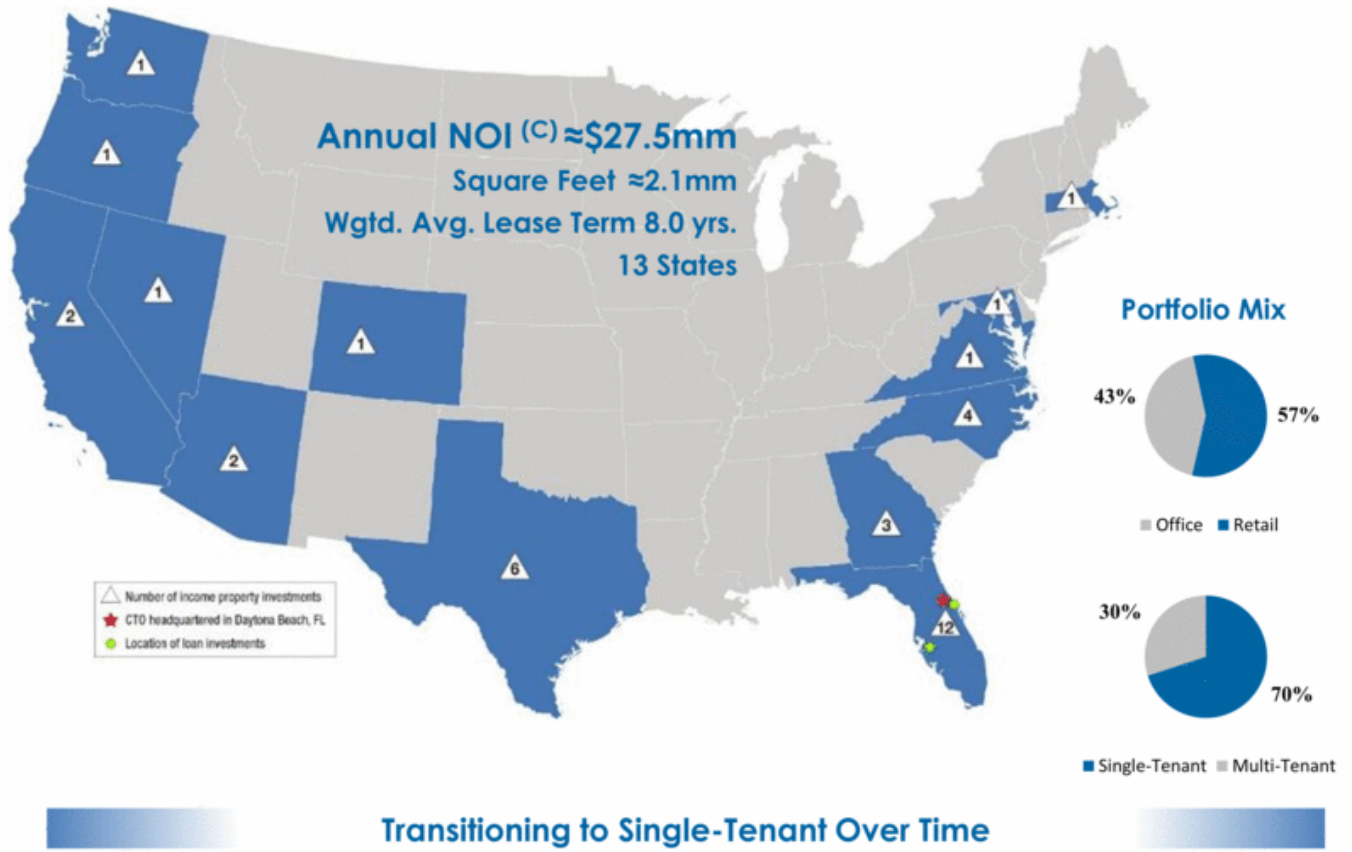 1
1
Annual NOI (C) ≈$27.5mm
Square Feet ≈2.1mm
Wgtd. Avg. Lease Term 8.0 yrs.
13 States
1
1
2
1
1
1
4
2
3
6
12
Number of income property investments
CTO headquartered in Daytona Beach, FL
Location of loan investments
Portfolio Mix
43%
57%
Office Retail
30%
70%
Single-Tenant Multi-Tenant
Transitioning to Single-Tenant Over Time